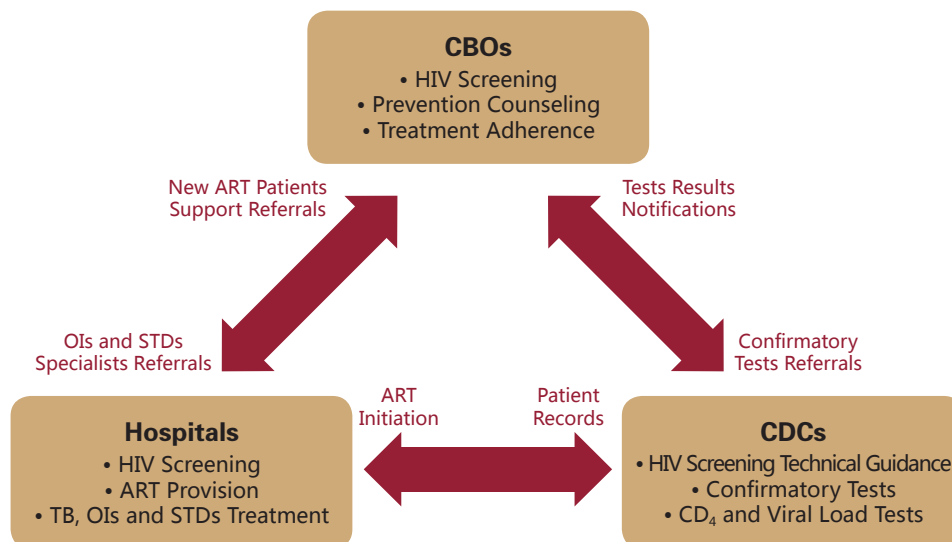 CBOs
• HIV Screening
• Prevention Counseling
• Treatment Adherence
New ART Patients
Support Referrals
Tests Results
Notifications
OIs and STDs
Specialists Referrals
Confirmatory
Tests Referrals
ART
Initiation
Patient
Records
Hospitals
• HIV Screening
• ART Provision
• TB, OIs and STDs Treatment
CDCs
• HIV Screening Technical Guidance
• Confirmatory Tests
• CD₄ and Viral Load Tests